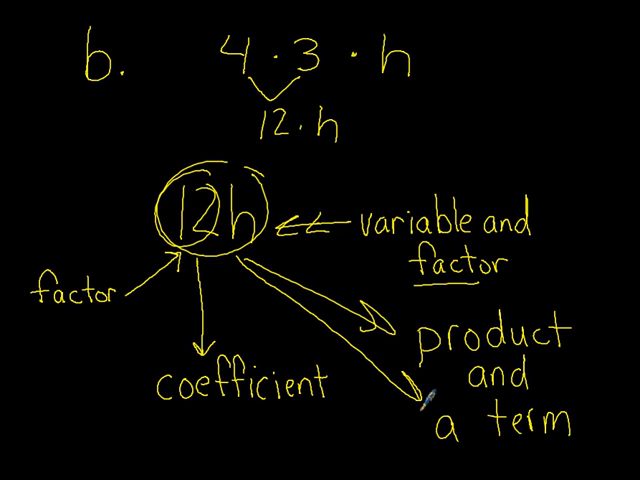 b. 4 · 3 · h
12 · h
12h
variable and
factor
factor
product
and
a term
coefficient